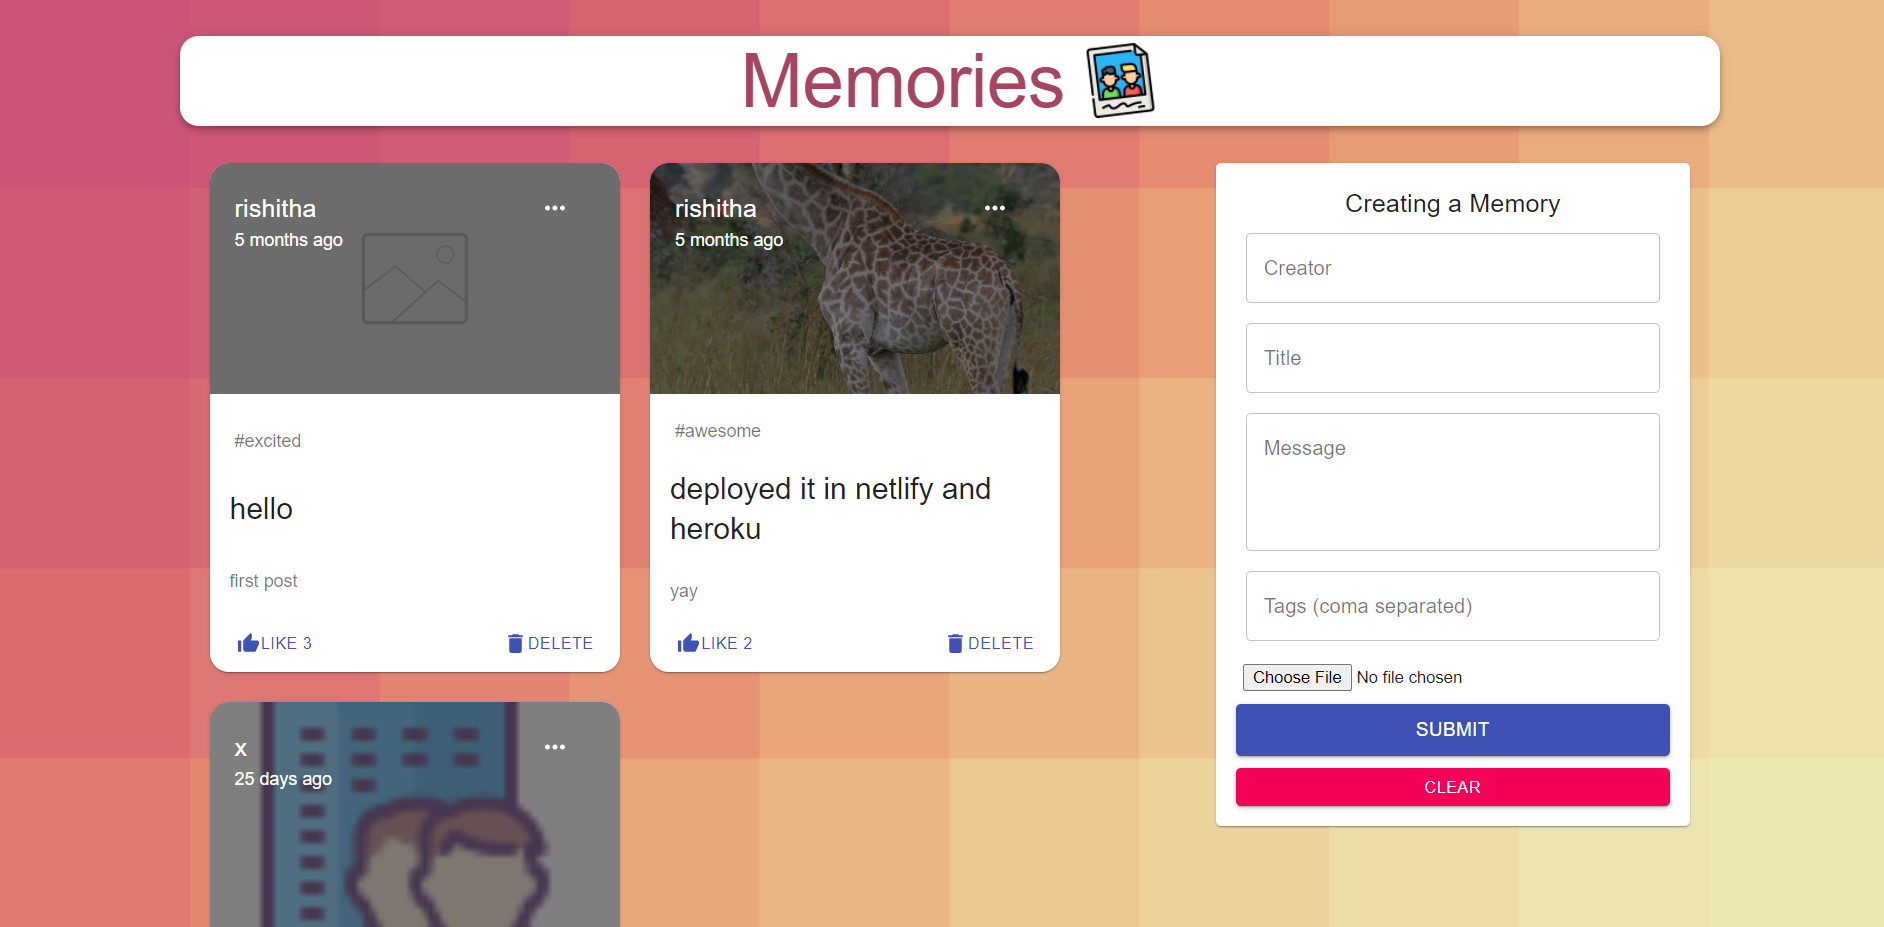 Memories
rishitha
5 months ago
#excited
hello
first post
LIKE 3
DELETE
rishitha
5 months ago
#awesome
deployed it in netlify and
heroku
yay
LIKE 2
DELETE
x
25 days ago
Creating a Memory
Creator
Title
Message
Tags (coma separated)
Choose File No file chosen
SUBMIT
CLEAR